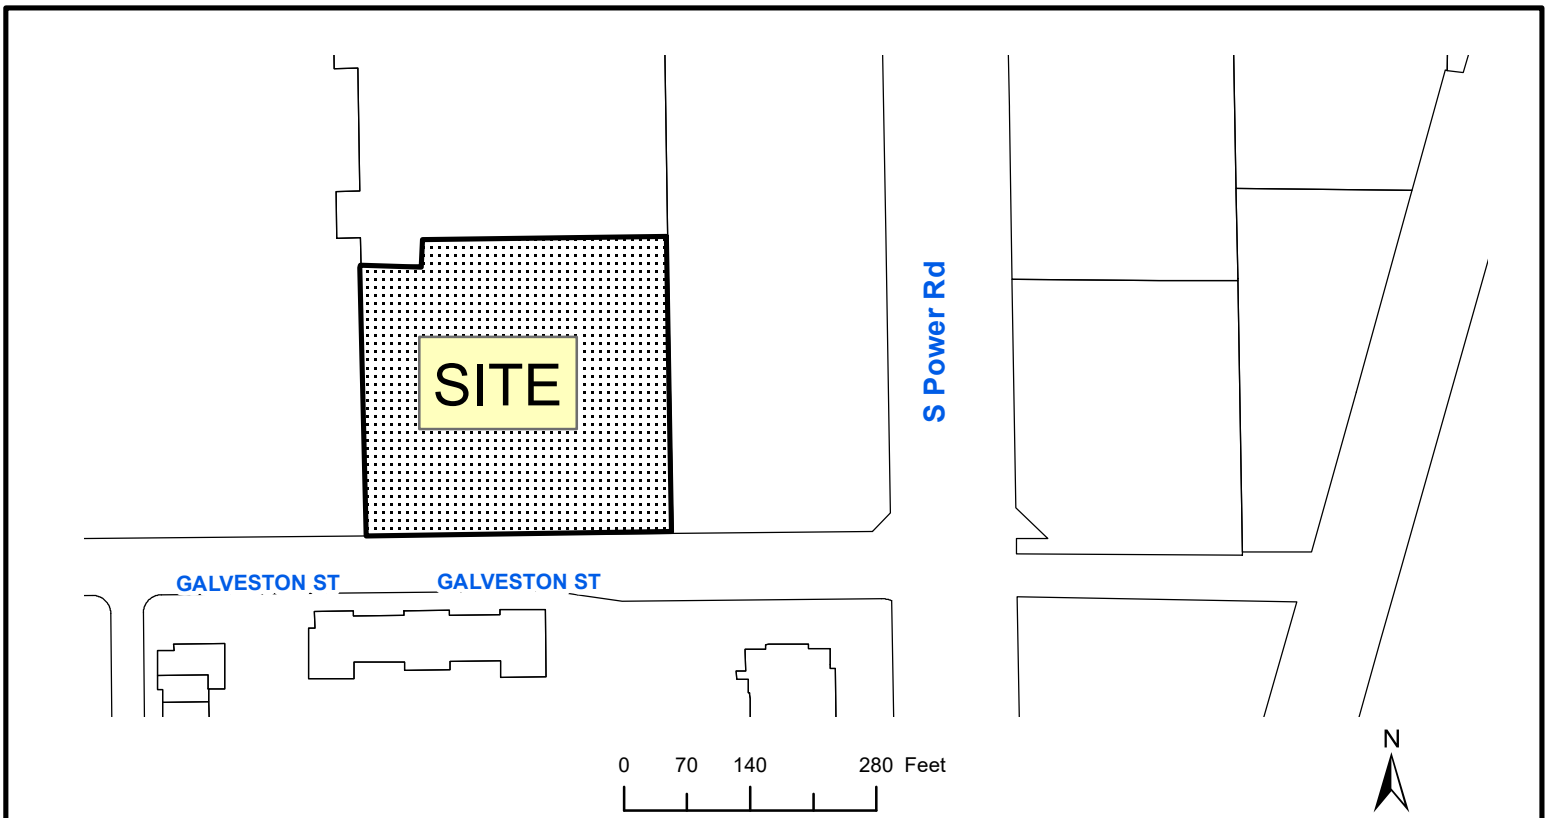 S Power Rd
SITE
GALVESTON ST GALVESTON ST
N
0 70 140 280 Feet